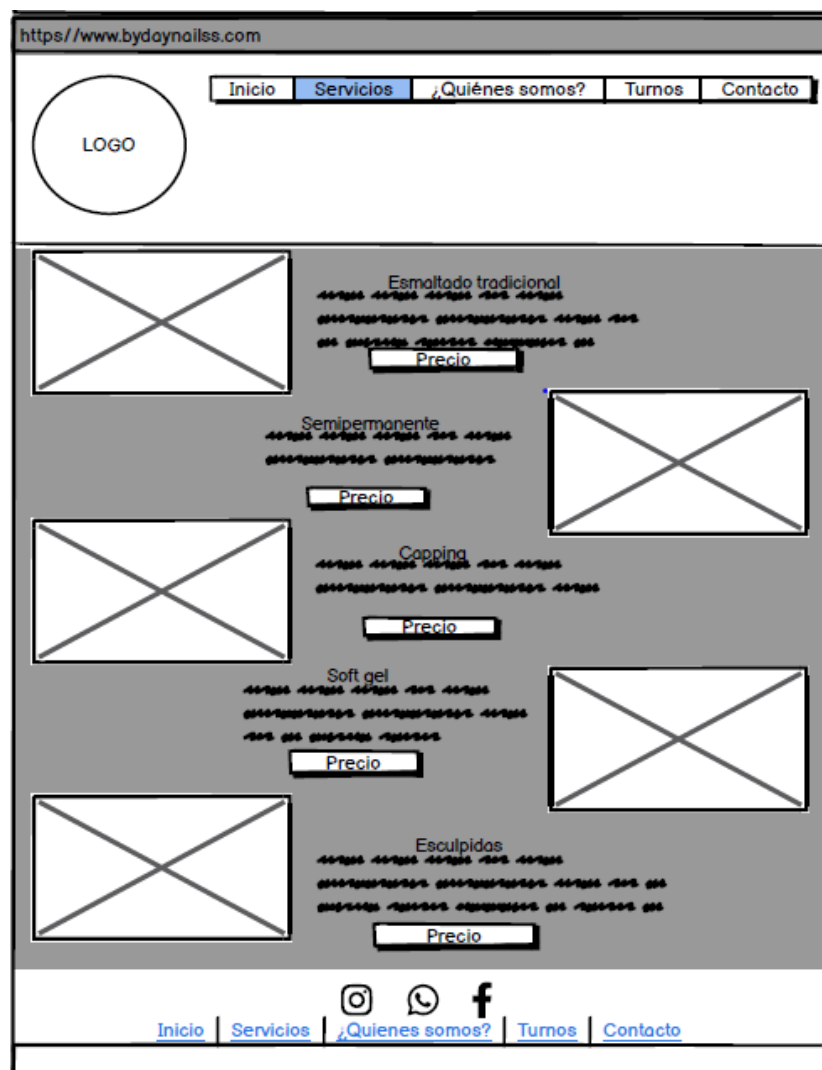 https//www.bydaynailss.com
Inicio Servicios ¿Quiénes somos? Turnos Contacto
LOGO
Esmaltado tradicional
Precio
Semipermanente
Precio
Capping
Precio
Soft gel
Precio
Esculpidas
Precio
Inicio Servicios ¿Quienes somos? Turnos Contacto